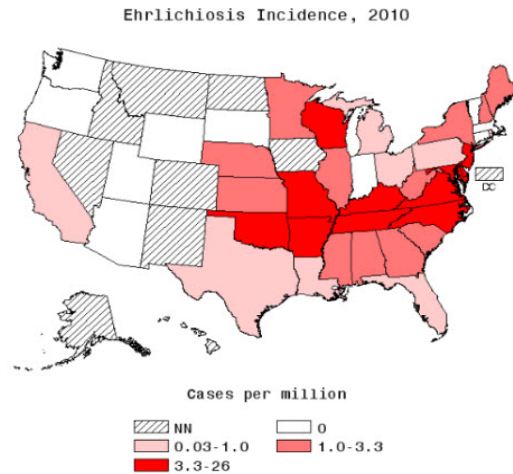 Ehrlichiosis Incidence, 2010
DC
Cases per million
NN
0
0.03-1.0
1.0-3.3
3.3-26